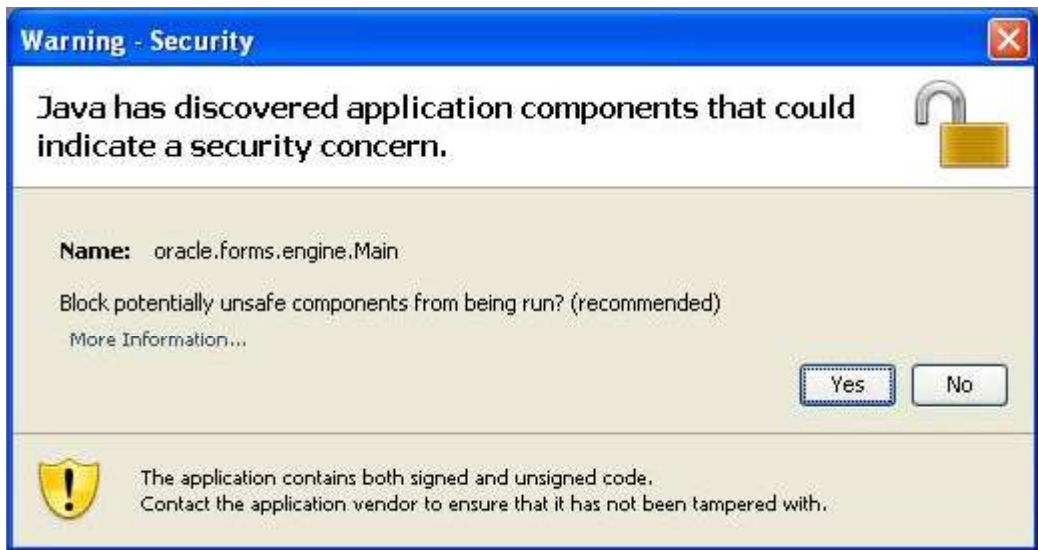 Warning - Security
Java has discovered application components that could
indicate a security concern.
Name: oracle.forms.engine.Main
Block potentially unsafe components from being run? (recommended)
More Information...
Yes No
The application contains both signed and unsigned code.
Contact the application vendor to ensure that it has not been tampered with.